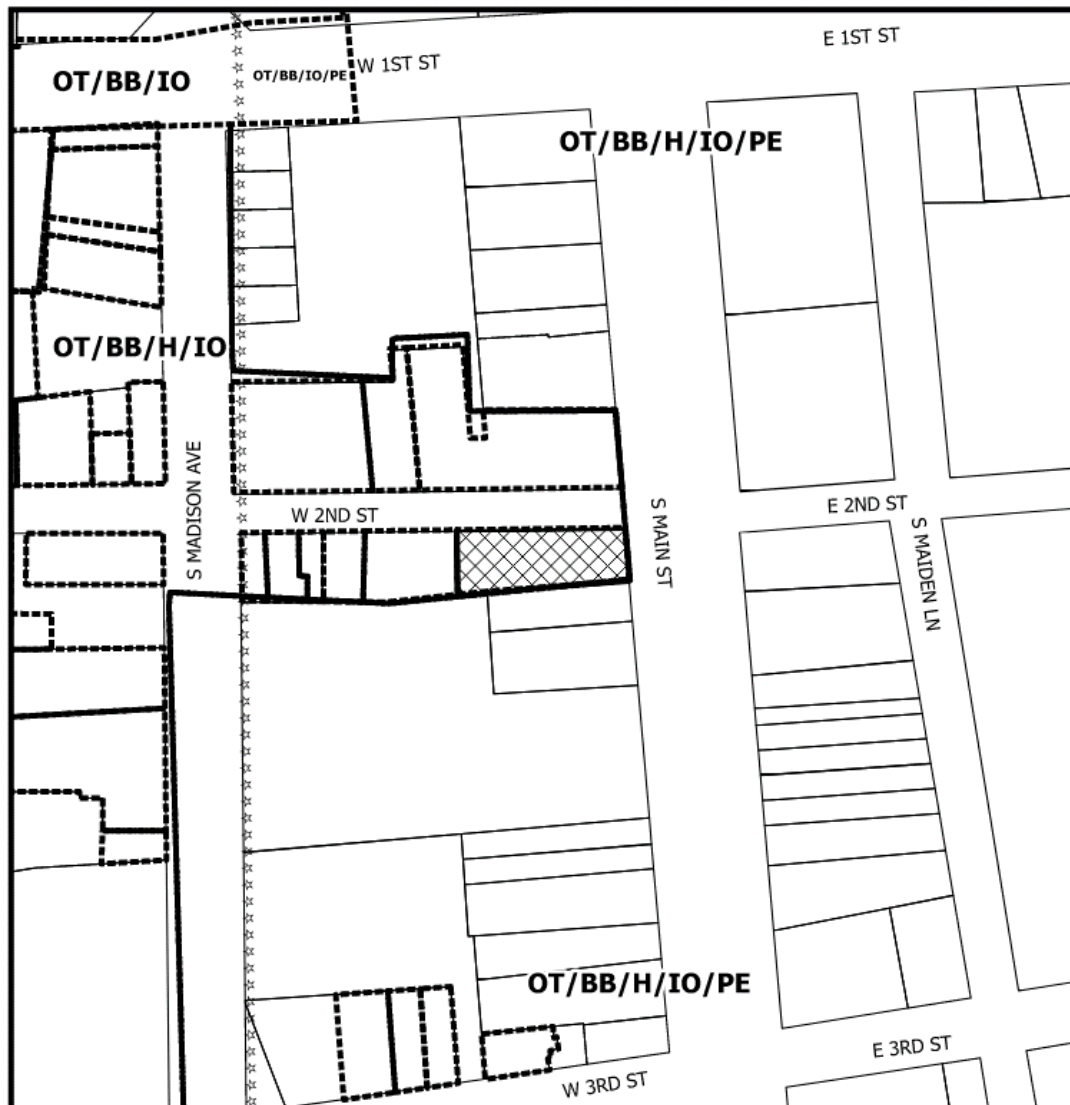 E 1ST ST
W 1ST ST
OT/BB/IO
OT/BB/IO/PE
OT/BB/H/IO/PE
OT/BB/H/IO
S MADISON AVE
W 2ND ST
S MAIN ST
E 2ND ST
S MAIDEN LN
OT/BB/H/IO/PE
E 3RD ST
W 3RD ST